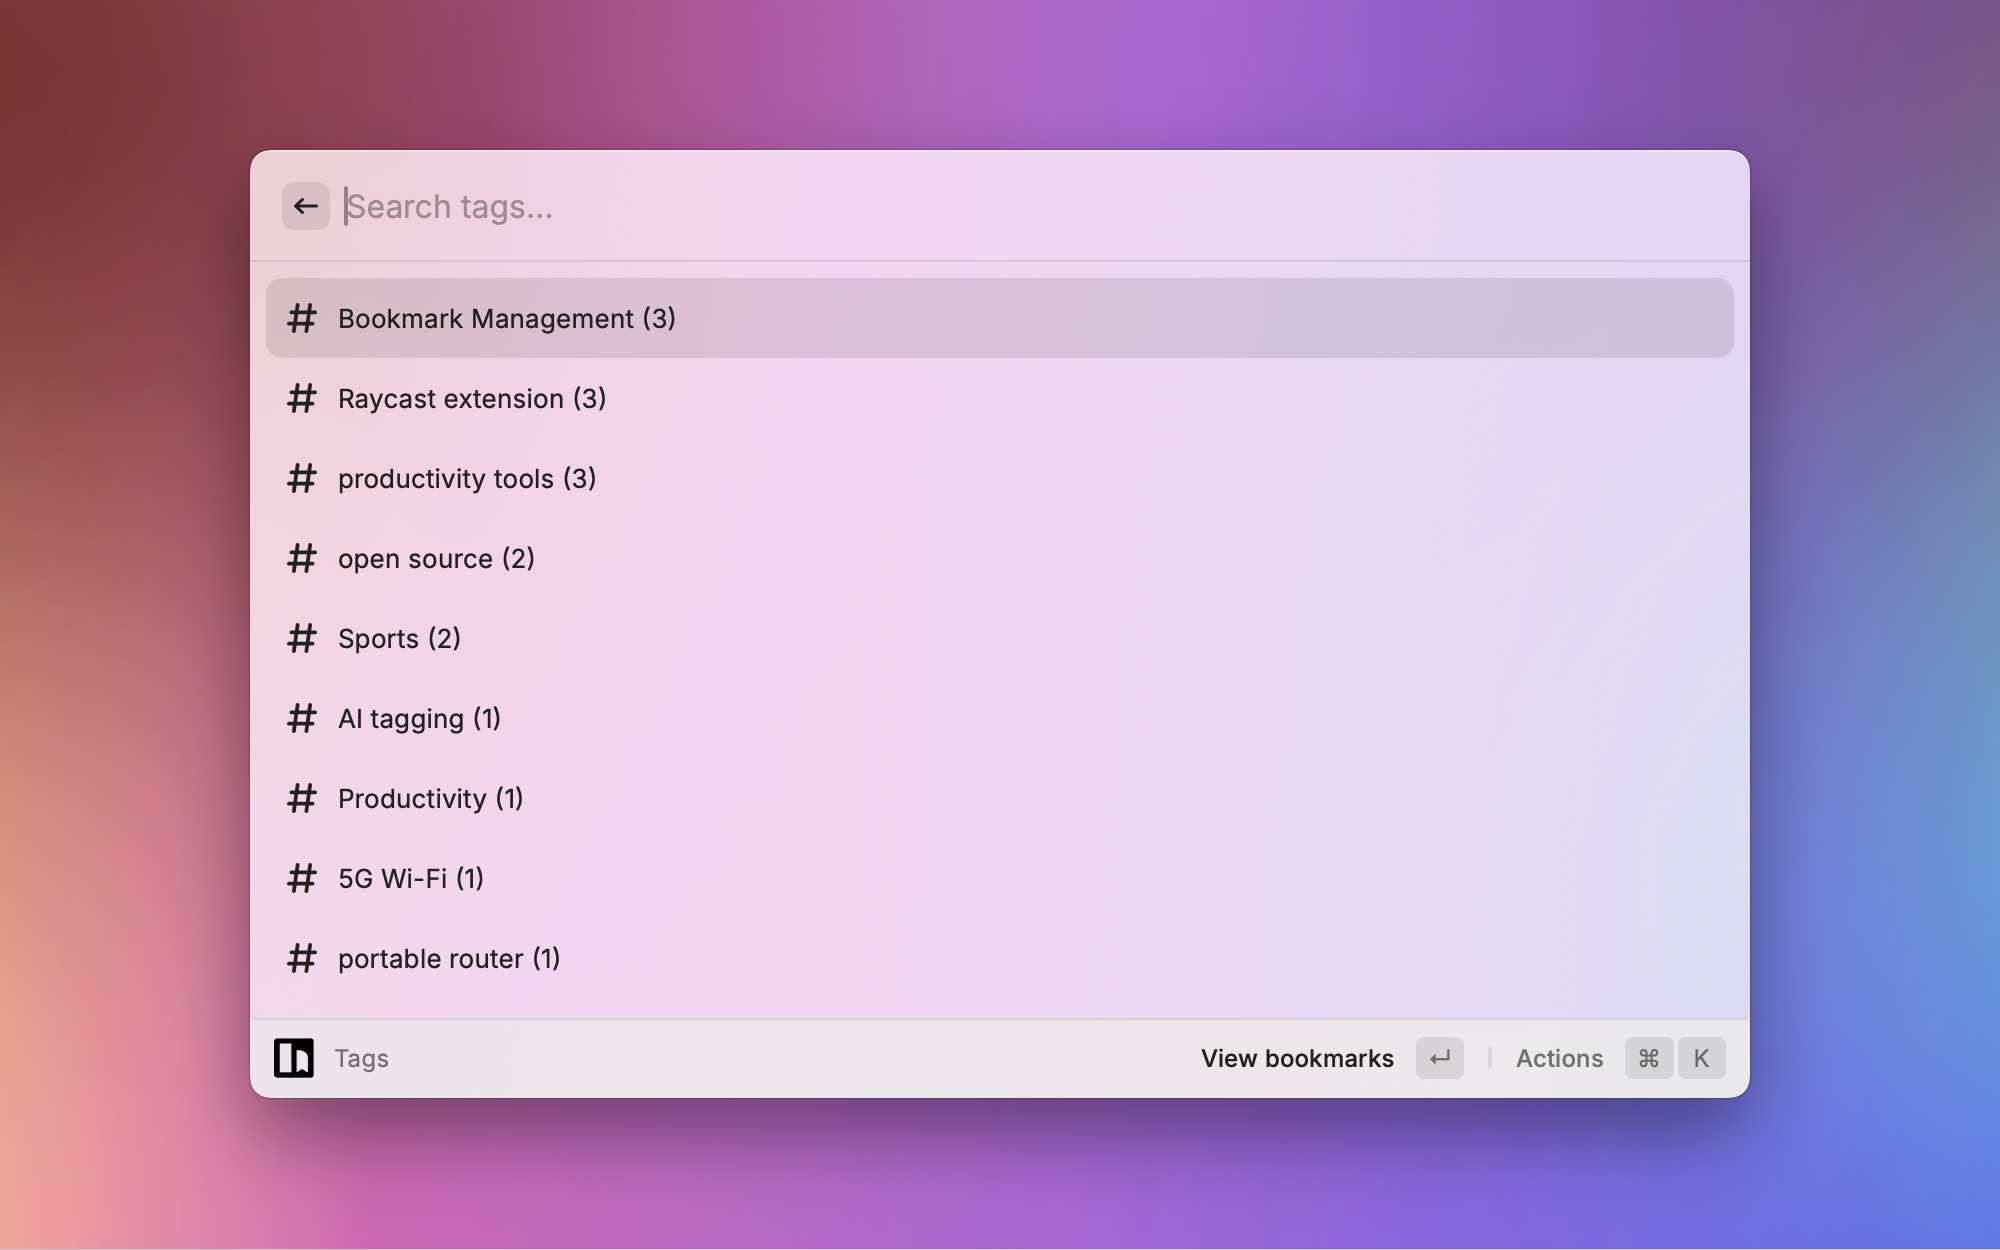 Search tags...
# Bookmark Management (3)
# Raycast extension (3)
# productivity tools (3)
# open source (2)
# Sports (2)
# AI tagging (1)
# Productivity (1)
# 5G Wi-Fi (1)
# portable router (1)
Tags
View bookmarks ↵ | Actions ⌘ K